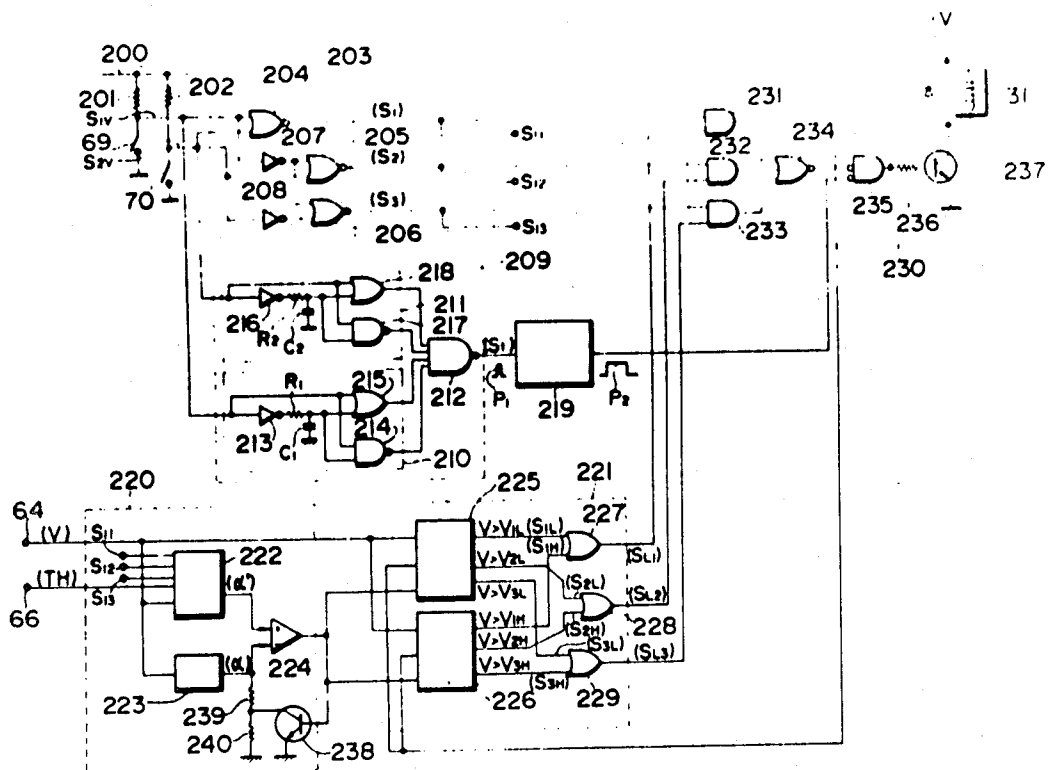 V
200
203
204
202
201
S1V
69
S2V
70
207
208
(S1)
205
(S2)
(S3)
206
S11
S12
S13
209
231
232
233
234
235
236
237
230
31
218
211
217
216
R2
C2
215
R1
214
213
C1
210
212
(S1)
P1
219
P2
220
64
(V)
S11
222
S12
(TH)
S13
66
(α')
224
(α)
223
239
240
238
225
221
227
V>V1L
(S1L)
(S1H)
V>V2L
(S2L)
V>V3L
V>V1H
V>V2H
(S2H)
(S3L)
V>V3H
(S3H)
226
228
229
(SL1)
(SL2)
(SL3)